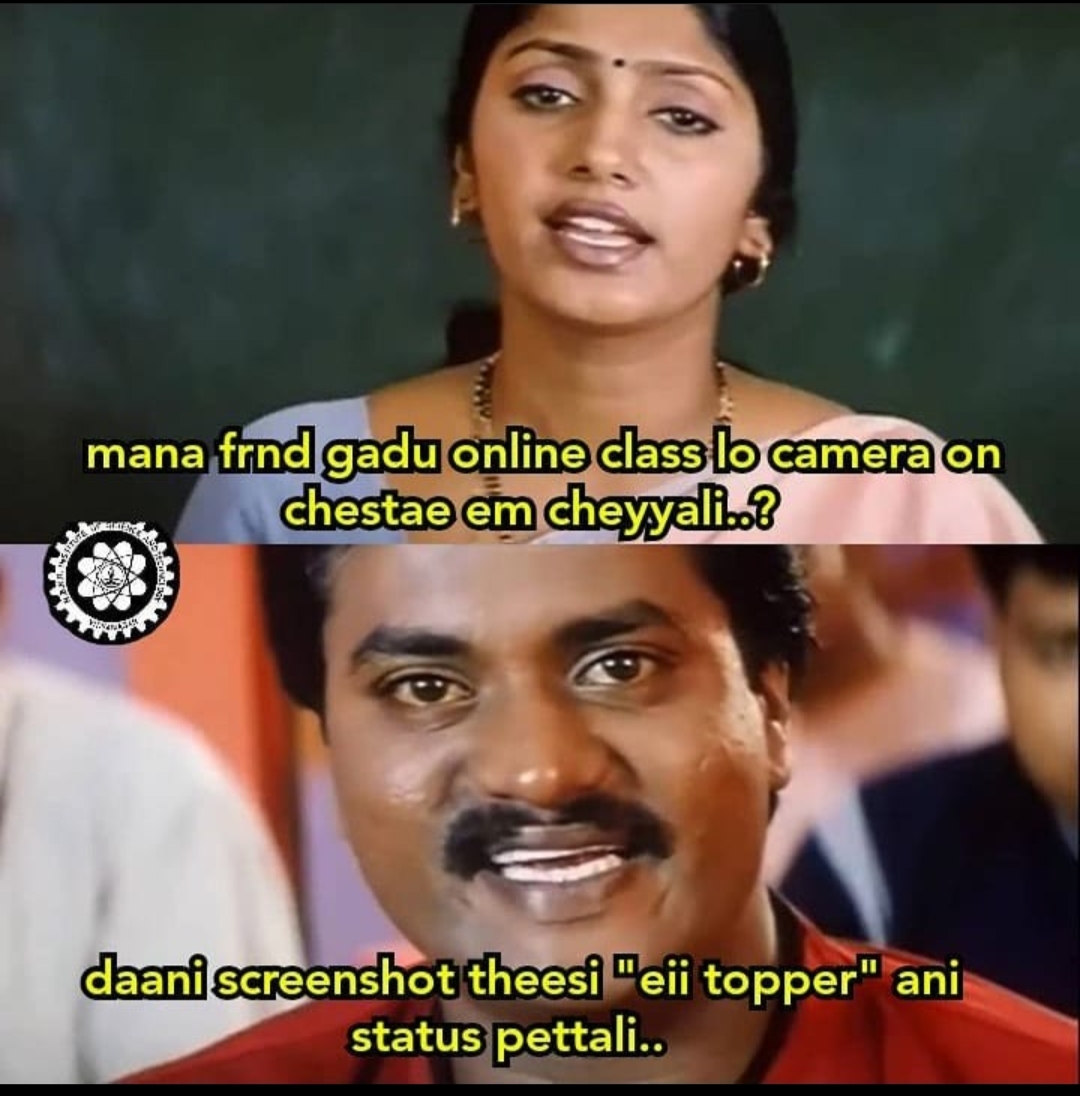 mana frnd gadu online class lo camera on
chestae em cheyyali..?
daani screenshot theesi "eii topper" ani
status pettali..